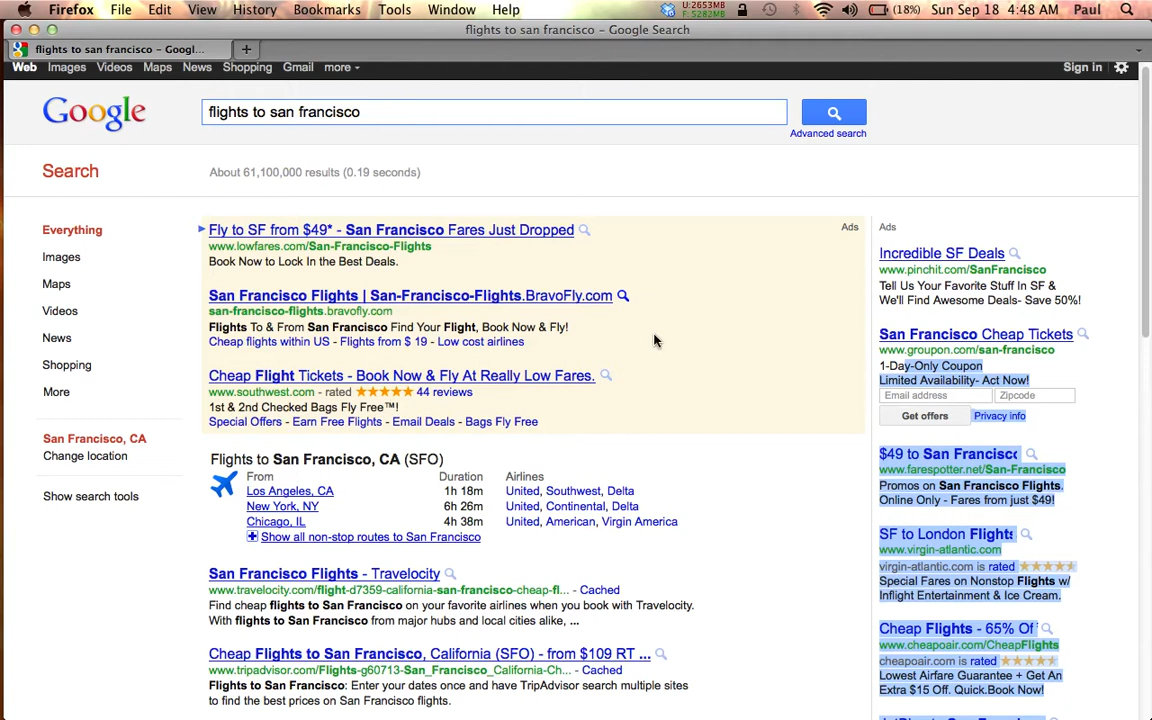 Firefox File Edit View History Bookmarks Tools Window Help U:2653MB F:5282MB (18%) Sun Sep 18 4:48 AM Paul
flights to san francisco – Google Search
flights to san francisco – Googl... +
Web Images Videos Maps News Shopping Gmail more Sign in
Google
flights to san francisco
Advanced search
Search
About 61,100,000 results (0.19 seconds)
Everything
Images
Maps
Videos
News
Shopping
More
San Francisco, CA
Change location
Show search tools
Ads
Fly to SF from $49* - San Francisco Fares Just Dropped
www.lowfares.com/San-Francisco-Flights
Book Now to Lock In the Best Deals.
San Francisco Flights | San-Francisco-Flights.BravoFly.com
san-francisco-flights.bravofly.com
Flights To & From San Francisco Find Your Flight, Book Now & Fly!
Cheap flights within US - Flights from $ 19 - Low cost airlines
Cheap Flight Tickets - Book Now & Fly At Really Low Fares.
www.southwest.com - rated 44 reviews
1st & 2nd Checked Bags Fly Free™!
Special Offers - Earn Free Flights - Email Deals - Bags Fly Free
Flights to San Francisco, CA (SFO)
From Duration Airlines
Los Angeles, CA 1h 18m United, Southwest, Delta
New York, NY 6h 26m United, Continental, Delta
Chicago, IL 4h 38m United, American, Virgin America
Show all non-stop routes to San Francisco
San Francisco Flights - Travelocity
www.travelocity.com/flight-d7359-california-san-francisco-cheap-fl... - Cached
Find cheap flights to San Francisco on your favorite airlines when you book with Travelocity.
With flights to San Francisco from major hubs and local cities alike, ...
Cheap Flights to San Francisco, California (SFO) - from $109 RT ...
www.tripadvisor.com/Flights-g60713-San_Francisco_California-Ch... - Cached
Flights to San Francisco: Enter your dates once and have TripAdvisor search multiple sites
to find the best prices on San Francisco flights.
Ads
Incredible SF Deals
www.pinchit.com/SanFrancisco
Tell Us Your Favorite Stuff In SF &
We'll Find Awesome Deals- Save 50%!
San Francisco Cheap Tickets
www.groupon.com/san-francisco
1-Day-Only Coupon
Limited Availability- Act Now!
Email address Zipcode
Get offers Privacy info
$49 to San Francisco
www.farespotter.net/San-Francisco
Promos on San Francisco Flights.
Online Only - Fares from just $49!
SF to London Flights
www.virgin-atlantic.com
virgin-atlantic.com is rated
Special Fares on Nonstop Flights w/
Inflight Entertainment & Ice Cream.
Cheap Flights - 65% Of
www.cheapoair.com/CheapFlights
cheapoair.com is rated
Lowest Airfare Guarantee + Get An
Extra $15 Off. Quick.Book Now!